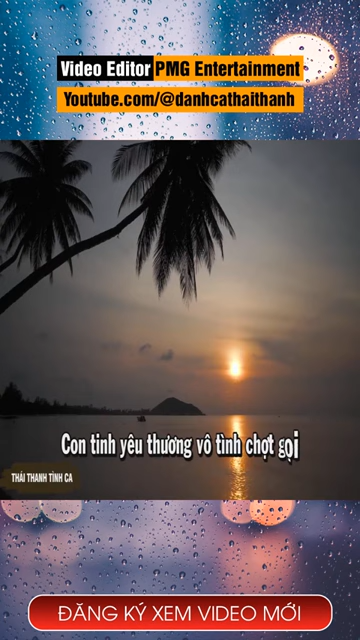 Video Editor PMG Entertainment
Youtube.com/@danhcathaithanh
Con tinh yêu thương vô tình chợt gọi
THÁI THANH TÌNH CA
ĐĂNG KÝ XEM VIDEO MỚI